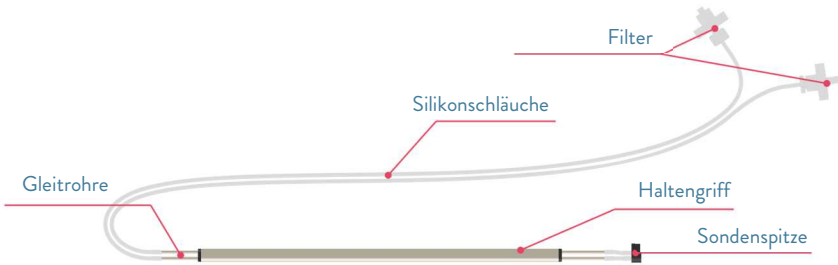 Filter
Silikonschläuche
Gleitrohre
Haltengriff
Sondenspitze